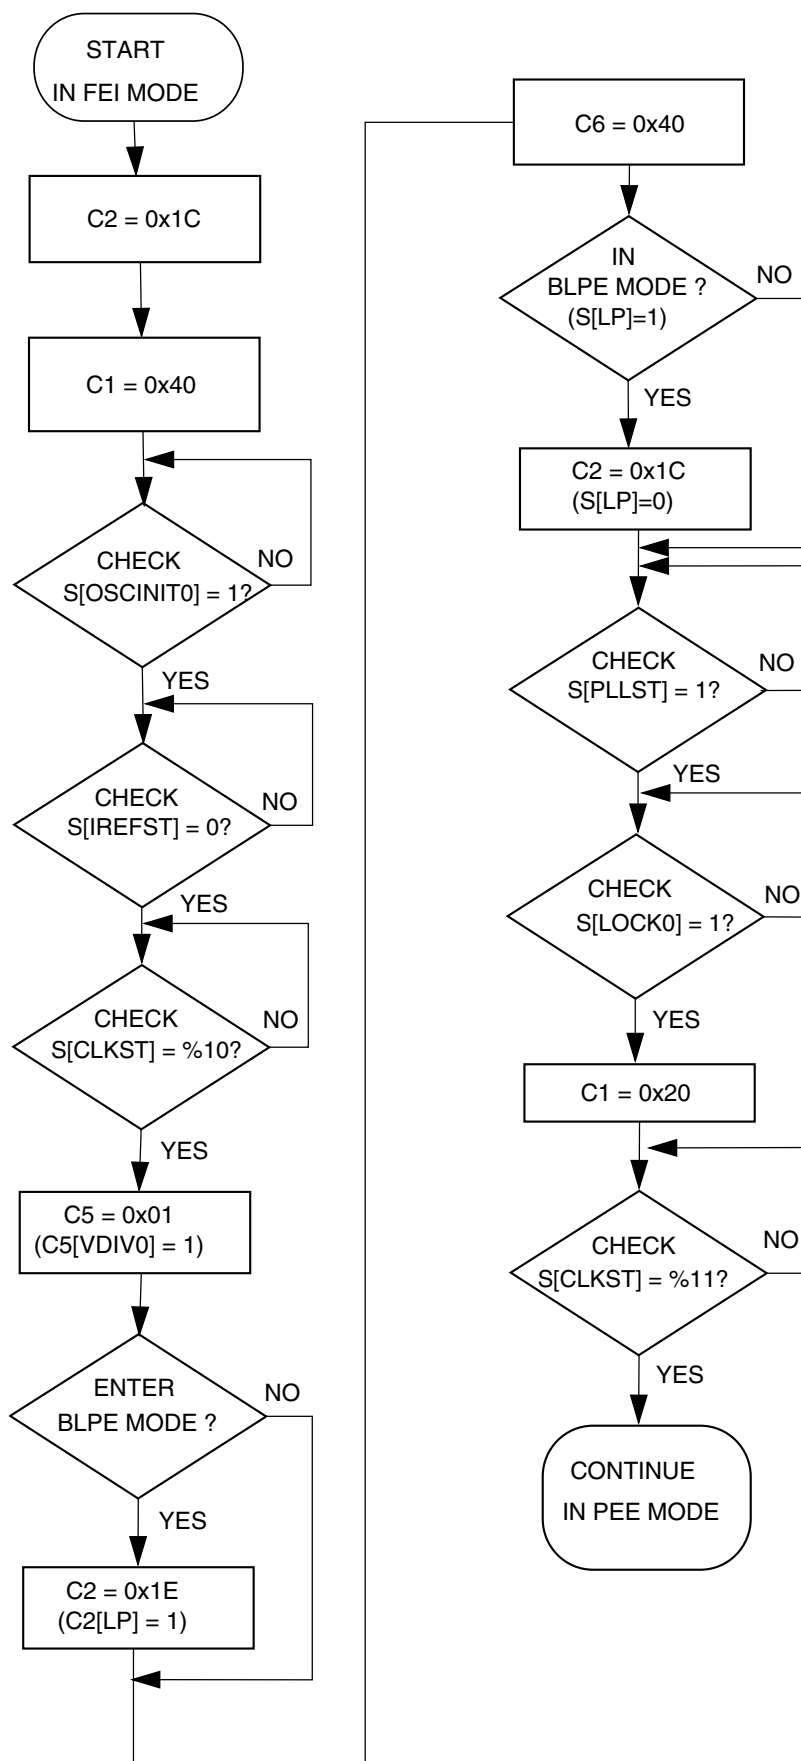 START
IN FEI MODE
C2 = 0x1C
C1 = 0x40
CHECK
S[OSCINIT0] = 1?
NO
YES
CHECK
S[IREFST] = 0?
NO
YES
CHECK
S[CLKST] = %10?
NO
YES
C5 = 0x01
(C5[VDIV0] = 1)
ENTER
BLPE MODE ?
NO
YES
C2 = 0x1E
(C2[LP] = 1)
C6 = 0x40
IN
BLPE MODE ?
(S[LP]=1)
NO
YES
C2 = 0x1C
(S[LP]=0)
CHECK
S[PLLST] = 1?
NO
YES
CHECK
S[LOCK0] = 1?
NO
YES
C1 = 0x20
CHECK
S[CLKST] = %11?
NO
YES
CONTINUE
IN PEE MODE